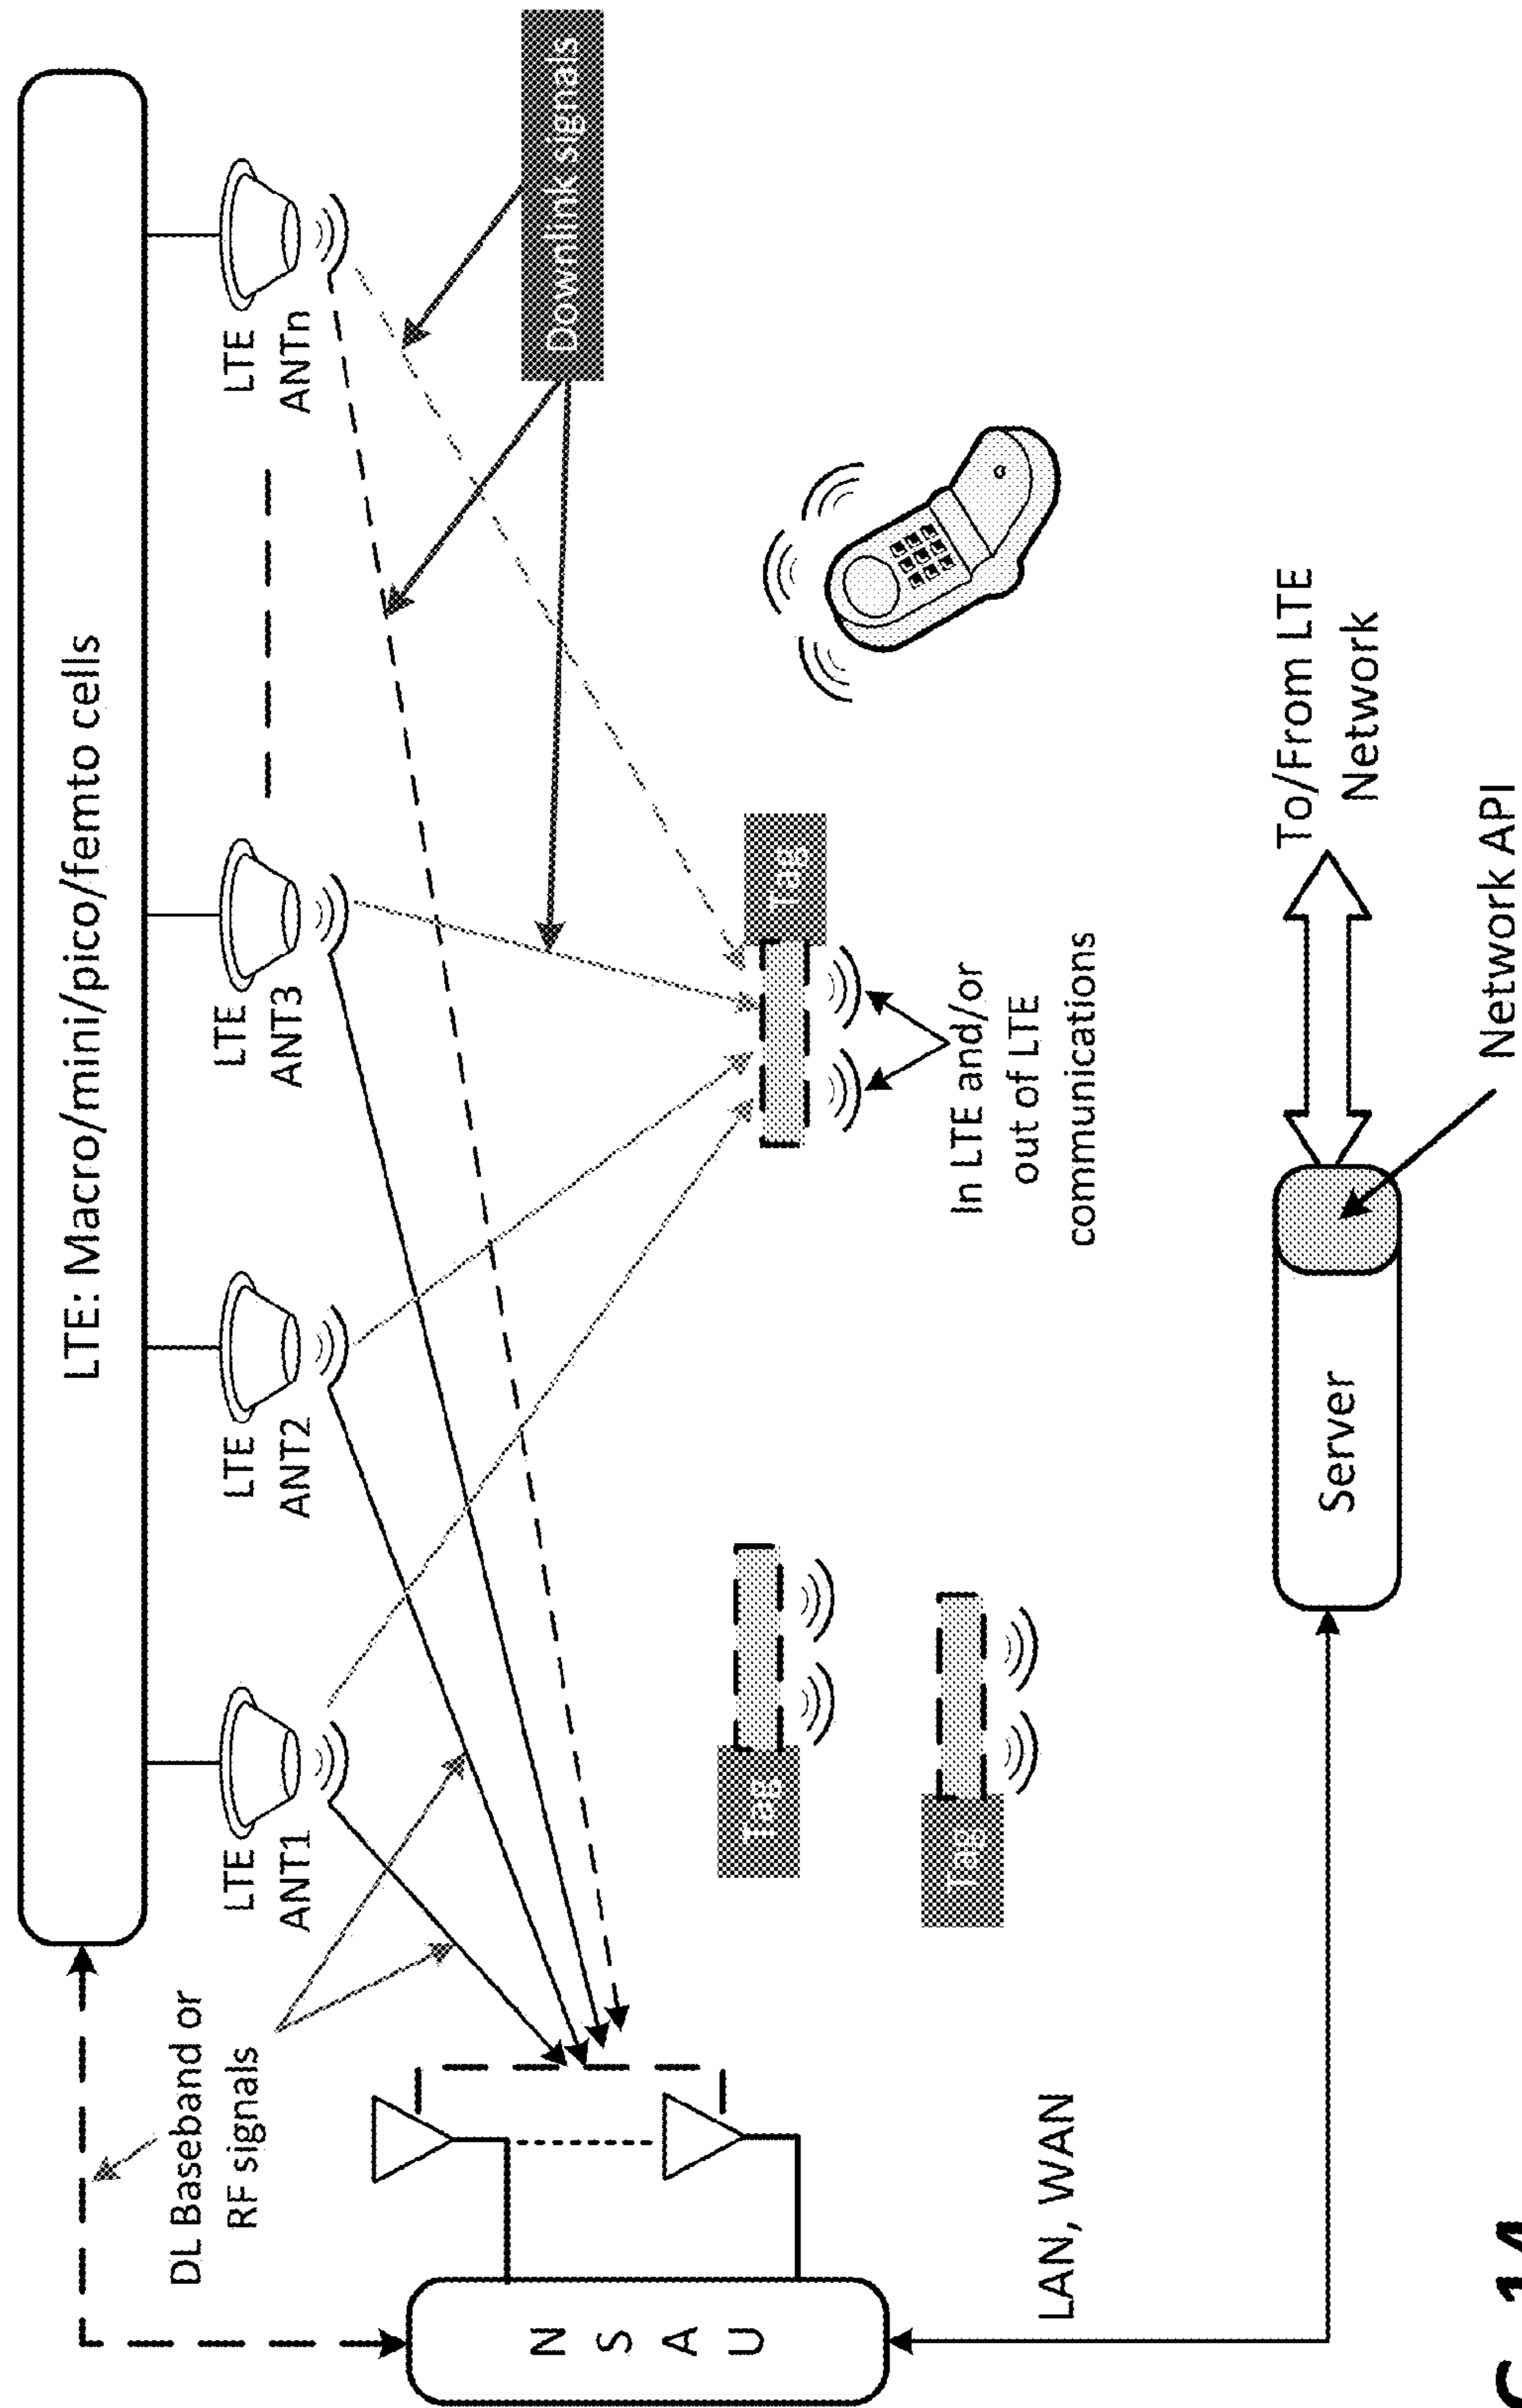 LTE: Macro/mini/pico/femto cells
DL Baseband or
RF signals
LTE
ANT1
LTE
ANT2
LTE
ANT3
LTE
ANTn
Downlink signals
N
S
A
U
Tag
Tag
Tag
In LTE and/or
out of LTE
communications
LAN, WAN
Server
To/From LTE
Network
Network API